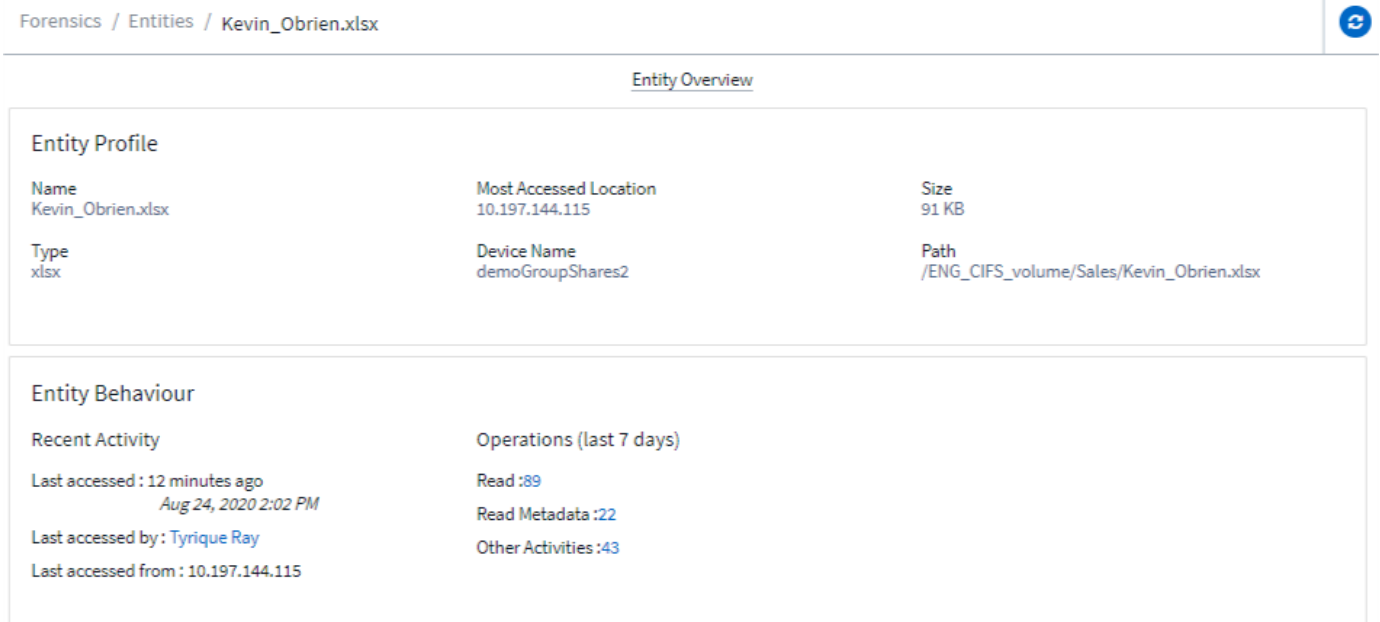 Forensics / Entities / Kevin_Obrien.xlsx
Entity Overview
Entity Profile
Name Most Accessed Location Size
Kevin_Obrien.xlsx 10.197.144.115 91 KB
Type Device Name Path
xlsx demoGroupShares2 /ENG_CIFS_volume/Sales/Kevin_Obrien.xlsx
Entity Behaviour
Recent Activity Operations (last 7 days)
Last accessed : 12 minutes ago Read :89
Aug 24, 2020 2:02 PM
Read Metadata :22
Last accessed by : Tyrique Ray
Other Activities :43
Last accessed from : 10.197.144.115